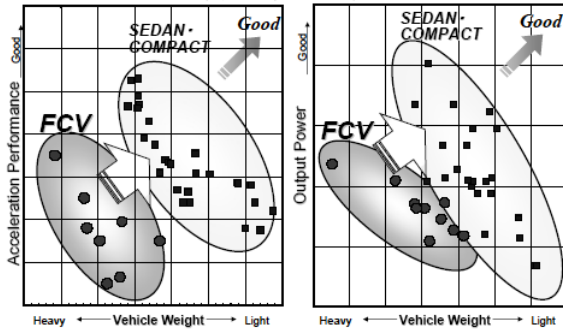 Good
SEDAN・
COMPACT
Good
FCV
Acceleration Performance
Heavy
Vehicle Weight
Light
Good
SEDAN・
COMPACT
Good
FCV
Output Power
Heavy
Vehicle Weight
Light